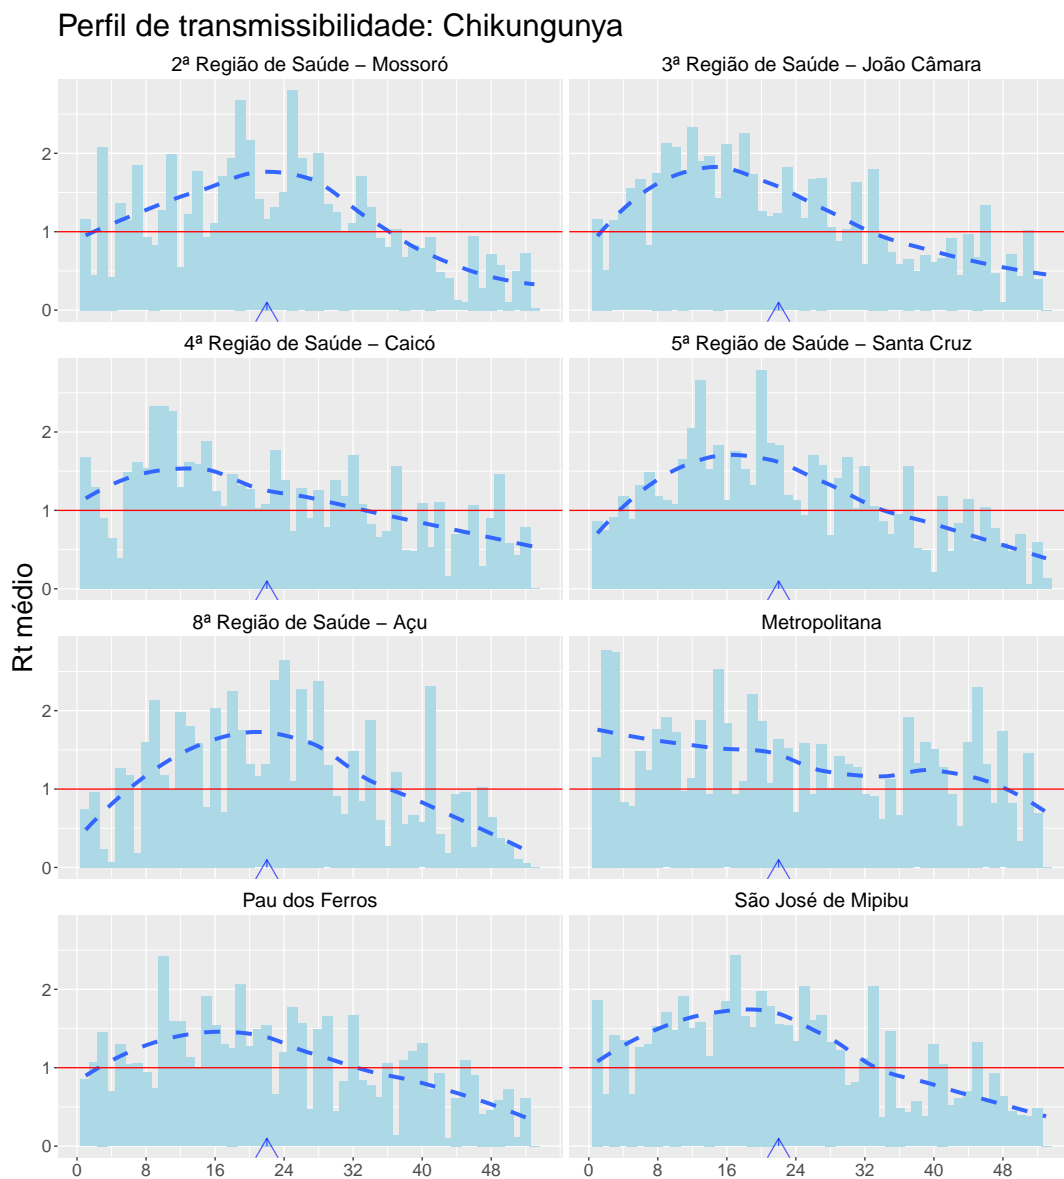 Perfil de transmissibilidade: Chikungunya
2ª Região de Saúde – Mossoró
3ª Região de Saúde – João Câmara
2
1
0
4ª Região de Saúde – Caicó
5ª Região de Saúde – Santa Cruz
2
1
0
Rt médio
8ª Região de Saúde – Açu
Metropolitana
2
1
0
Pau dos Ferros
São José de Mipibu
2
1
0
0 8 16 24 32 40 48
0 8 16 24 32 40 48